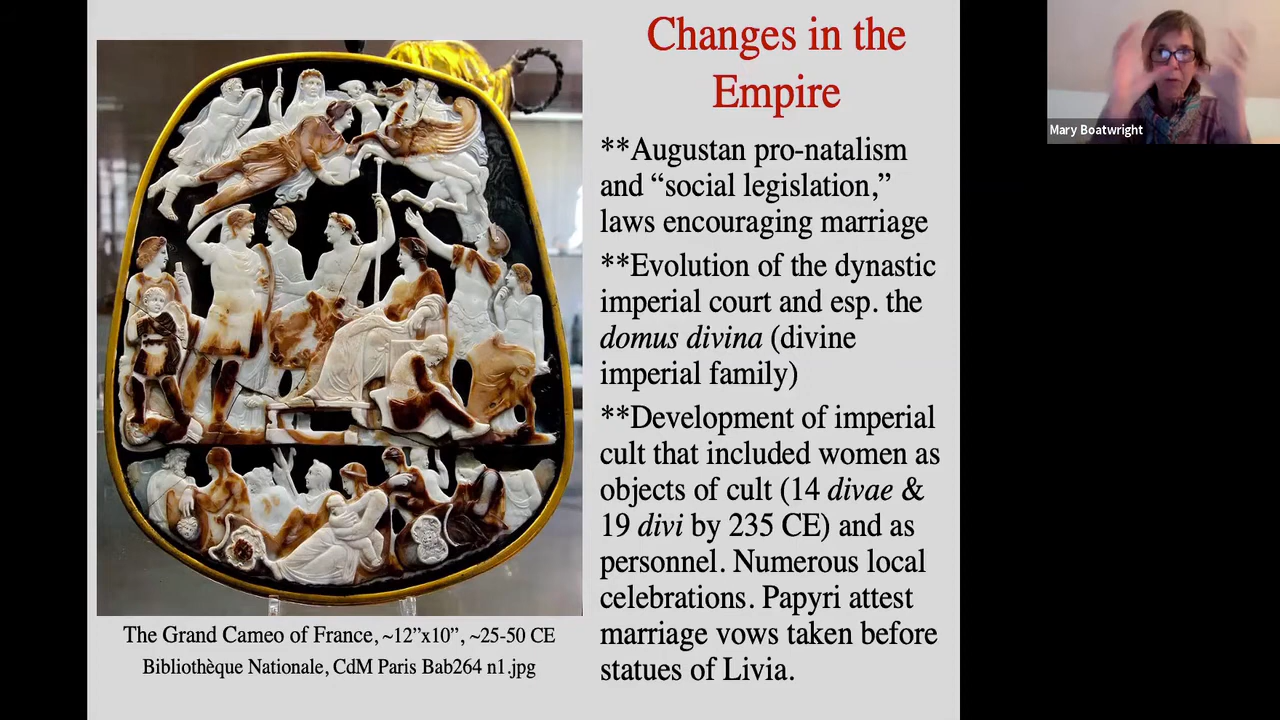 Changes in the
Empire
**Augustan pro-natalism
and “social legislation,”
laws encouraging marriage
**Evolution of the dynastic
imperial court and esp. the
domus divina (divine
imperial family)
**Development of imperial
cult that included women as
objects of cult (14 divae &
19 divi by 235 CE) and as
personnel. Numerous local
celebrations. Papyri attest
marriage vows taken before
statues of Livia.
The Grand Cameo of France, ~12”x10”, ~25-50 CE
Bibliothèque Nationale, CdM Paris Bab264 n1.jpg
Mary Boatwright